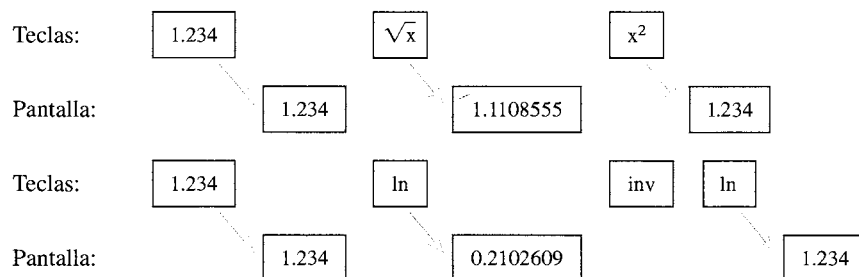 Teclas: 1.234 √x x²
Pantalla: 1.234 1.1108555 1.234
Teclas: 1.234 ln inv ln
Pantalla: 1.234 0.2102609 1.234